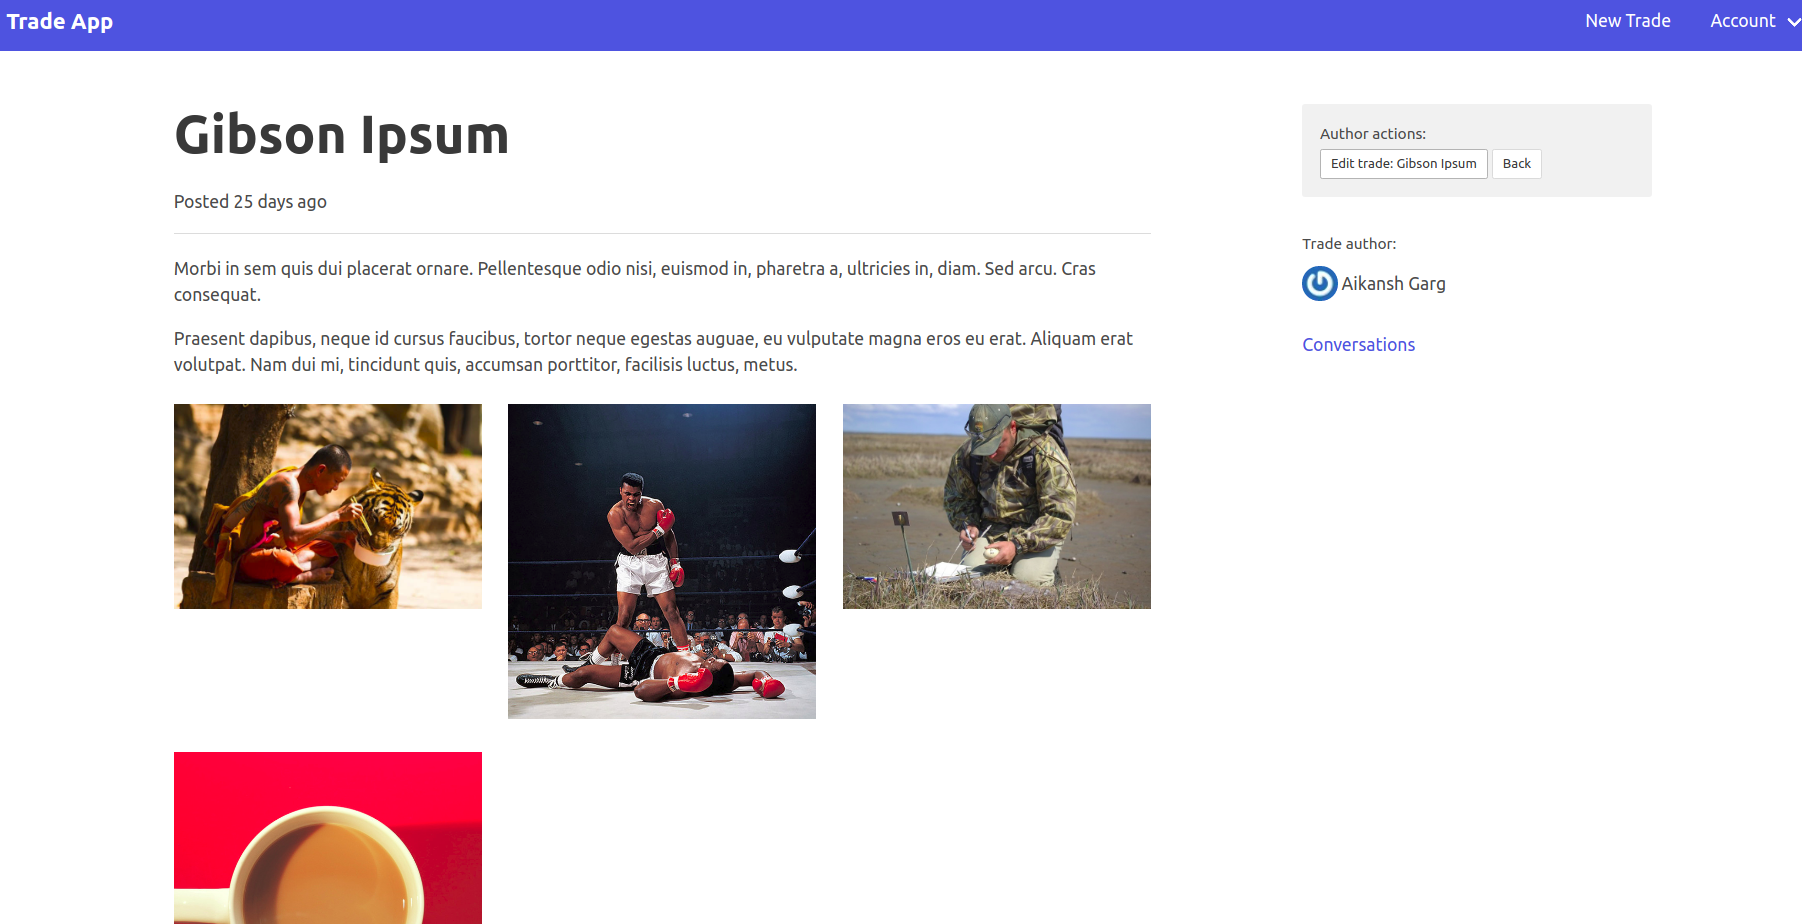 Trade App
New Trade
Account
Gibson Ipsum
Posted 25 days ago
Morbi in sem quis dui placerat ornare. Pellentesque odio nisi, euismod in, pharetra a, ultricies in, diam. Sed arcu. Cras
consequat.
Praesent dapibus, neque id cursus faucibus, tortor neque egestas auguae, eu vulputate magna eros eu erat. Aliquam erat
volutpat. Nam dui mi, tincidunt quis, accumsan porttitor, facilisis luctus, metus.
Author actions:
Edit trade: Gibson Ipsum
Back
Trade author:
Aikansh Garg
Conversations